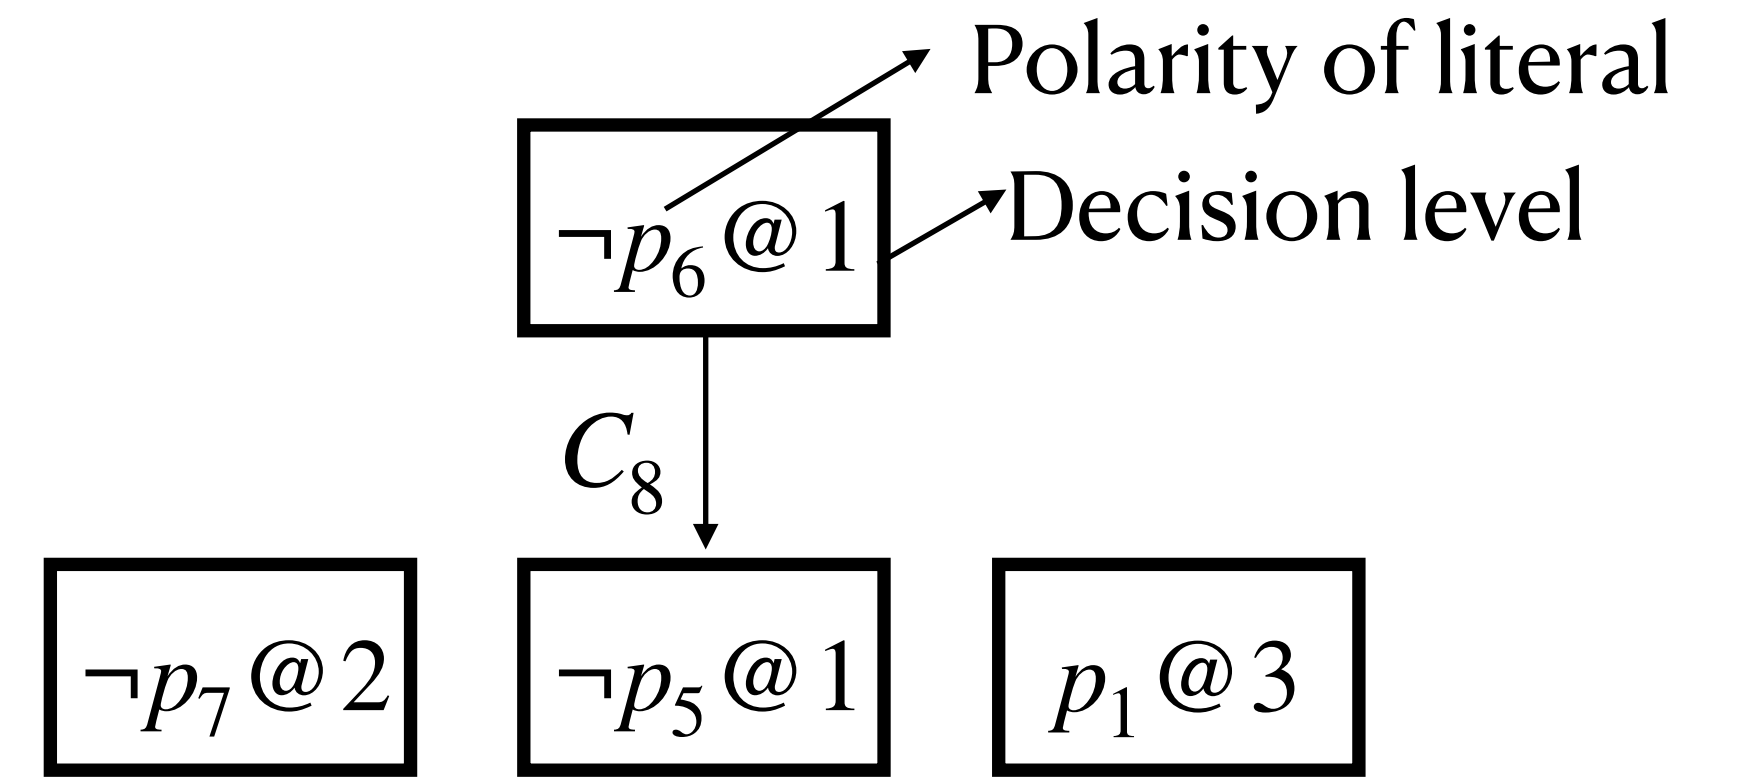 Polarity of literal
Decision level
¬p₆@1
C₈
¬p₇@2
¬p₅@1
p₁@3